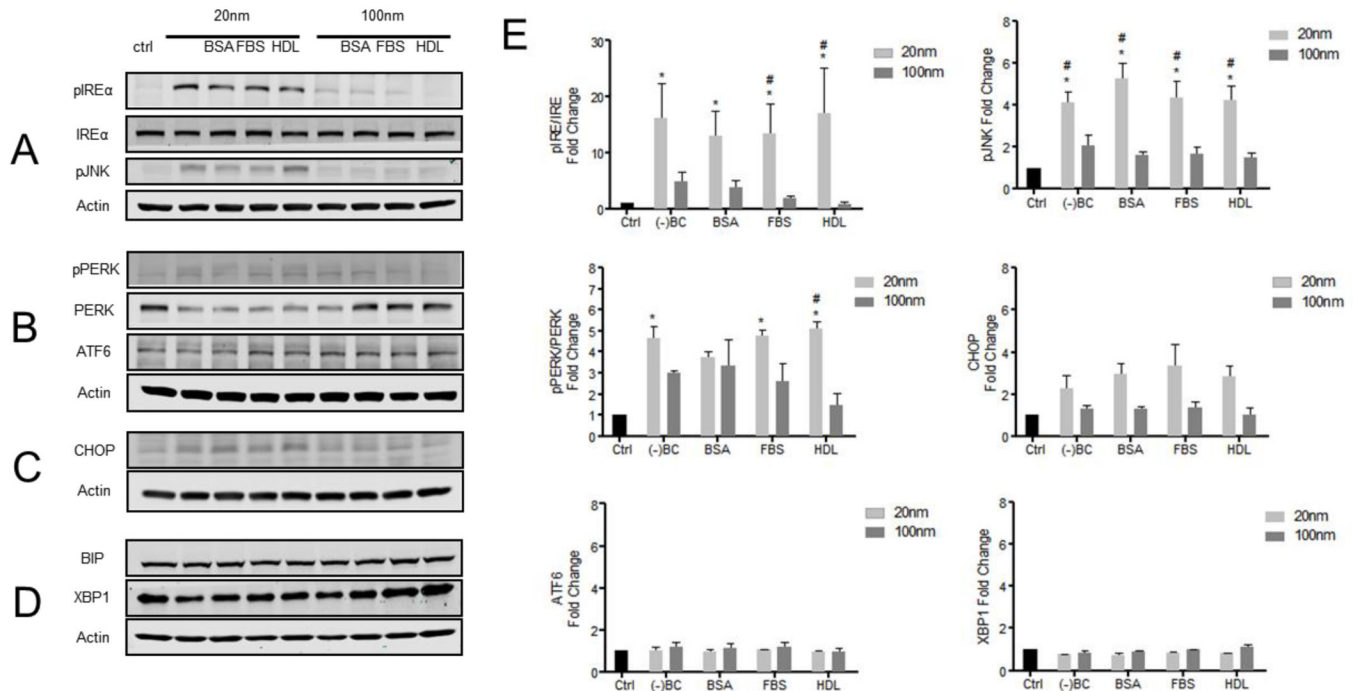 20nm 100nm
ctrl BSA FBS HDL BSA FBS HDL
A
pIREα
IREα
pJNK
Actin
B
pPERK
PERK
ATF6
Actin
C
CHOP
Actin
D
BIP
XBP1
Actin
E
pIRE/IRE
Fold Change
30
20
10
0
* * # * # *
20nm
100nm
Ctrl (-)BC BSA FBS HDL
pJNK Fold Change
8
6
4
2
0
# * # * # * # *
20nm
100nm
Ctrl (-)BC BSA FBS HDL
pPERK/PERK
Fold Change
8
7
6
5
4
3
2
1
0
* * # *
20nm
100nm
Ctrl (-)BC BSA FBS HDL
CHOP
Fold Change
8
6
4
2
0
20nm
100nm
Ctrl (-)BC BSA FBS HDL
ATF6
Fold Change
8
6
4
2
0
20nm
100nm
Ctrl (-)BC BSA FBS HDL
XBP1 Fold Change
8
6
4
2
0
20nm
100nm
Ctrl (-)BC BSA FBS HDL